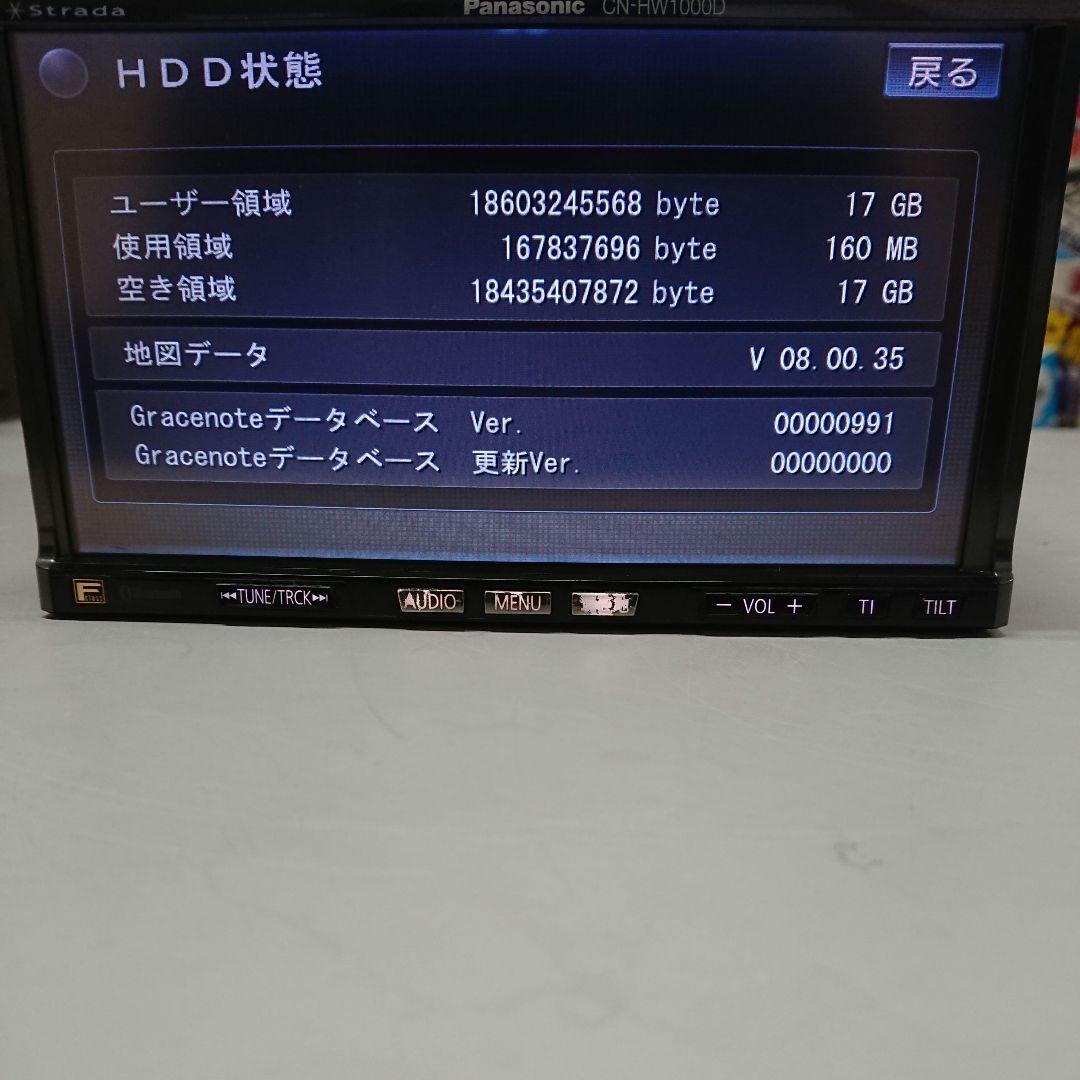 Strada
Panasonic CN-HW1000D
HDD状態
戻る
ユーザー領域 18603245568 byte 17 GB
使用領域 167837696 byte 160 MB
空き領域 18435407872 byte 17 GB
地図データ V 08.00.35
Gracenoteデータベース Ver. 00000991
Gracenoteデータベース 更新Ver. 00000000
F class Bluetooth TUNE/TRCK AUDIO MENU − VOL + TI TILT